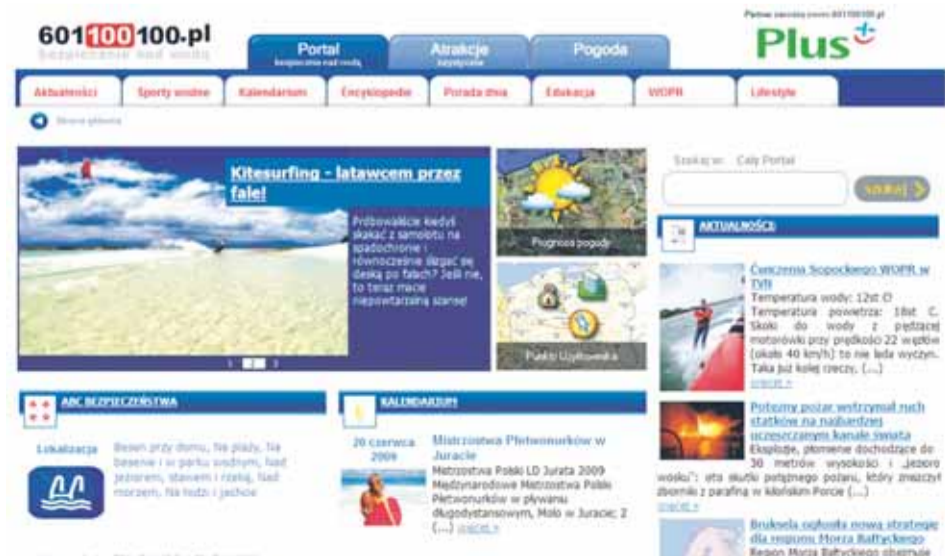 601100100.pl
bezpieczenie nad wodą
Plus
Portal
bezpiecznie nad wodą
Atrakcje
turystyczne
Pogoda
Aktualności
Sporty wodne
Kalendarium
Encyklopedie
Porada dnia
Edukacja
WOPR
Lifestyle
Strona główna
Kitesurfing - latawcem przez
fale!
Próbowaliście kiedyś
skakać z samolotu na
spadochronie i
równocześnie ślizgać się
deską po falach? Jeśli nie,
to teraz macie
niepowtarzalną szansę!
Prognoza pogody
Punkty Użytkownika
Szukaj w: Cały Portal
szukaj
AKTUALNOŚCI:
Ćwiczenia Sopockiego WOPR w
TVN
Temperatura wody: 12st
Temperatura powietrza: 18st C.
Skoki do wody z pędzącej
motorówki przy prędkości 22 węzłów
(około 40 km/h) to nie lada wyczyn.
Taka już kolej rzeczy, (...)
więcej »
Potężny pożar wstrzymał ruch
statków na najbardziej
uczęszczanym kanale świata
Eksplozje, płomienie dochodzące do
30 metrów wysokości i „jezioro
wosku": oto skutki potężnego pożaru, który zniszczył
zbiorniki z parafiną w kilońskim Porcie (...)
więcej »
Bruksela ogłosiła nową strategię
dla regionu Morza Bałtyckiego
Region Morza Bałtyckiego obejmuje
ABC BEZPIECZEŃSTWA
Lokalizacja
Basen przy domu, Na plaży, Na
basenie i w parku wodnym, Nad
jeziorem, stawem i rzeką, Nad
morzem, Na łodzi i jachcie
KALENDARIUM
20 czerwca
2009
Mistrzostwa Płetwonurków w
Juracie
Mistrzostwa Polski LD Jurata 2009
Międzynarodowe Mistrzostwa Polski
Płetwonurków w pływaniu
długodystansowym, Molo w Juracie; 2
(...) więcej »